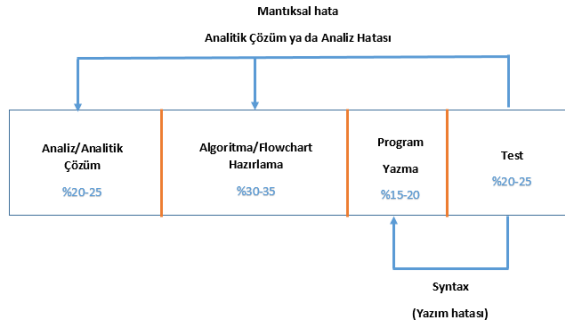 Mantıksal hata
Analitik Çözüm ya da Analiz Hatası
Analiz/Analitik
Çözüm
%20-25
Algoritma/Flowchart
Hazırlama
%30-35
Program
Yazma
%15-20
Test
%20-25
Syntax
(Yazım hatası)